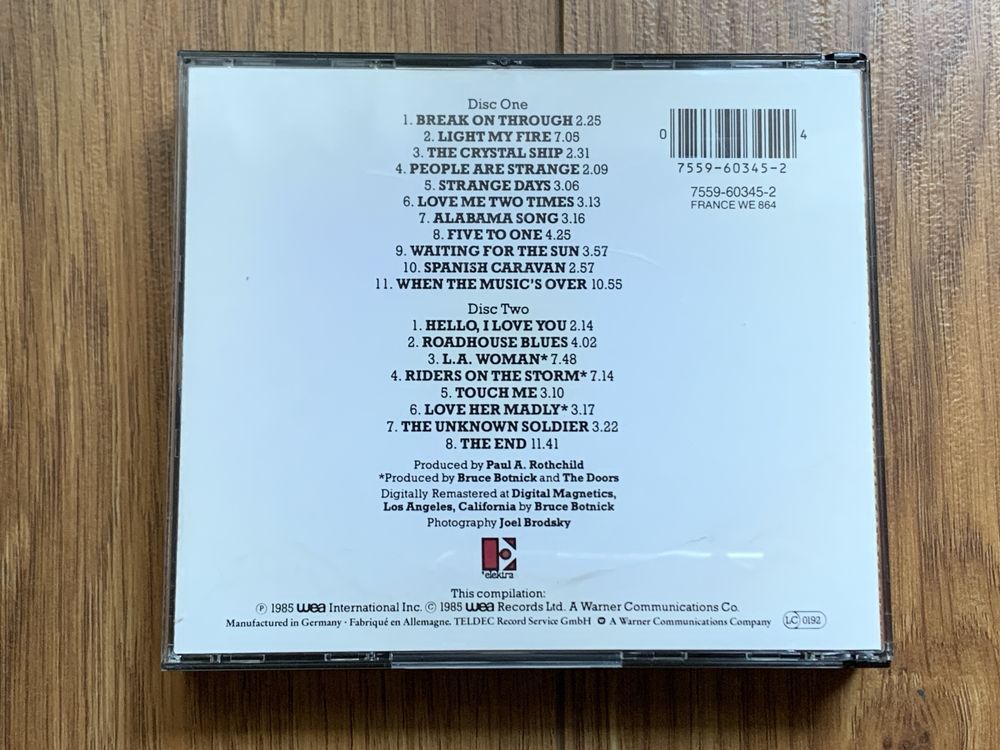 Disc One
1. BREAK ON THROUGH 2.25
2. LIGHT MY FIRE 7.05
3. THE CRYSTAL SHIP 2.31
4. PEOPLE ARE STRANGE 2.09
5. STRANGE DAYS 3.06
6. LOVE ME TWO TIMES 3.13
7. ALABAMA SONG 3.16
8. FIVE TO ONE 4.25
9. WAITING FOR THE SUN 3.57
10. SPANISH CARAVAN 2.57
11. WHEN THE MUSIC'S OVER 10.55
0 4
7559-60345-2
7559-60345-2
FRANCE WE 864
Disc Two
1. HELLO, I LOVE YOU 2.14
2. ROADHOUSE BLUES 4.02
3. L.A. WOMAN* 7.48
4. RIDERS ON THE STORM* 7.14
5. TOUCH ME 3.10
6. LOVE HER MADLY* 3.17
7. THE UNKNOWN SOLDIER 3.22
8. THE END 11.41
Produced by Paul A. Rothchild
*Produced by Bruce Botnick and The Doors
Digitally Remastered at Digital Magnetics,
Los Angeles, California by Bruce Botnick
Photography Joel Brodsky
elektra
This compilation:
℗ 1985 wea International Inc. © 1985 wea Records Ltd. A Warner Communications Co.
Manufactured in Germany · Fabriqué en Allemagne. TELDEC Record Service GmbH A Warner Communications Company
LC 0192